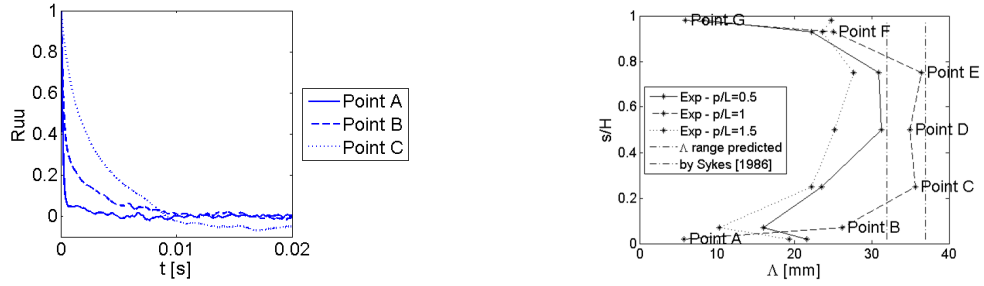 1
0.8
0.6
0.4
0.2
0
Ruu
0
0.01
0.02
t [s]
Point A
Point B
Point C
1
0.8
0.6
0.4
0.2
0
s/H
0
10
20
30
40
Λ [mm]
Point G
Point F
Point E
Point D
Point C
Point B
Point A
Exp - p/L=0.5
Exp - p/L=1
Exp - p/L=1.5
Λ range predicted
by Sykes [1986]